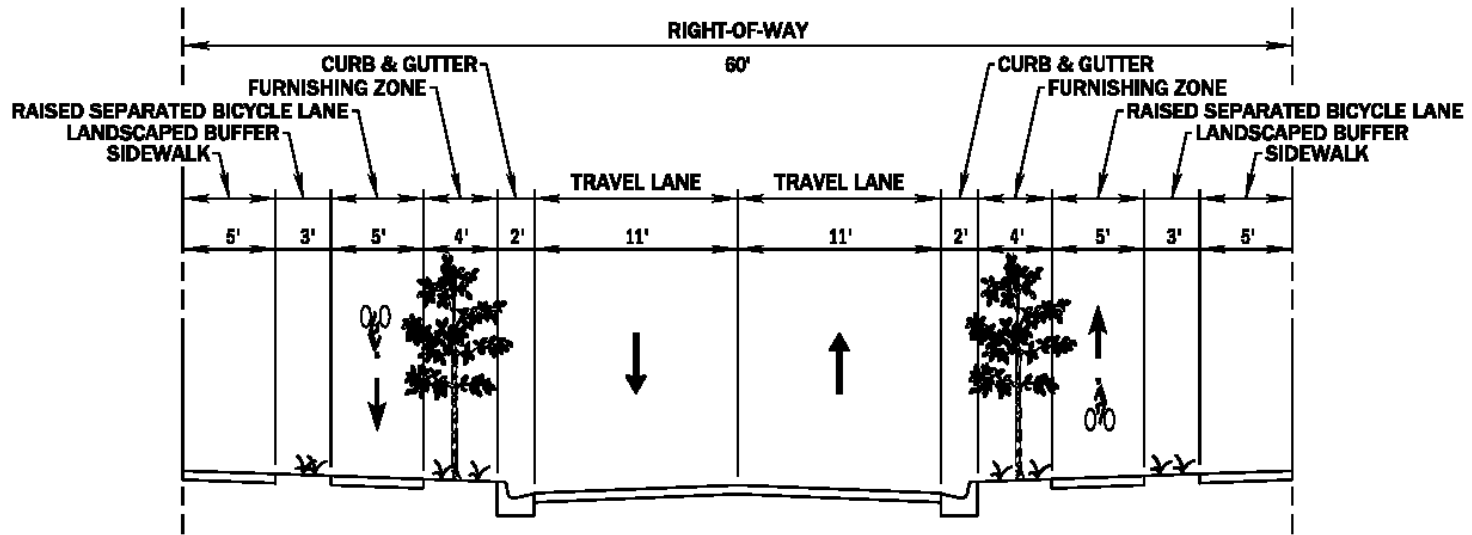 RIGHT-OF-WAY
60'
CURB & GUTTER
FURNISHING ZONE
RAISED SEPARATED BICYCLE LANE
LANDSCAPED BUFFER
SIDEWALK
CURB & GUTTER
FURNISHING ZONE
RAISED SEPARATED BICYCLE LANE
LANDSCAPED BUFFER
SIDEWALK
TRAVEL LANE TRAVEL LANE
5' 3' 5' 4' 2' 11' 11' 2' 4' 5' 3' 5'